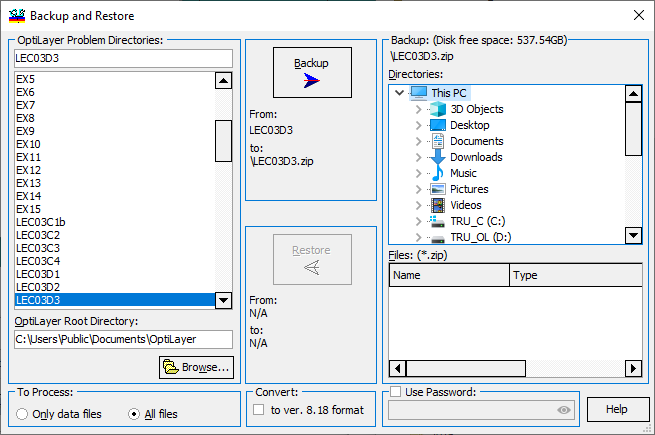 Backup and Restore
OptiLayer Problem Directories:
LEC03D3
EX5
EX6
EX7
EX8
EX9
EX10
EX11
EX12
EX13
EX14
EX15
LEC03C1b
LEC03C2
LEC03C3
LEC03C4
LEC03D1
LEC03D2
LEC03D3
OptiLayer Root Directory:
C:\Users\Public\Documents\OptiLayer
Browse...
Backup
From:
LEC03D3
to:
\LEC03D3.zip
Restore
From:
N/A
to:
N/A
Backup: (Disk free space: 537.54GB)
\LEC03D3.zip
Directories:
This PC
3D Objects
Desktop
Documents
Downloads
Music
Pictures
Videos
TRU_C (C:)
TRU_OL (D:)
Files: (*.zip)
Name Type
To Process:
Only data files All files
Convert:
to ver. 8.18 format
Use Password:
Help